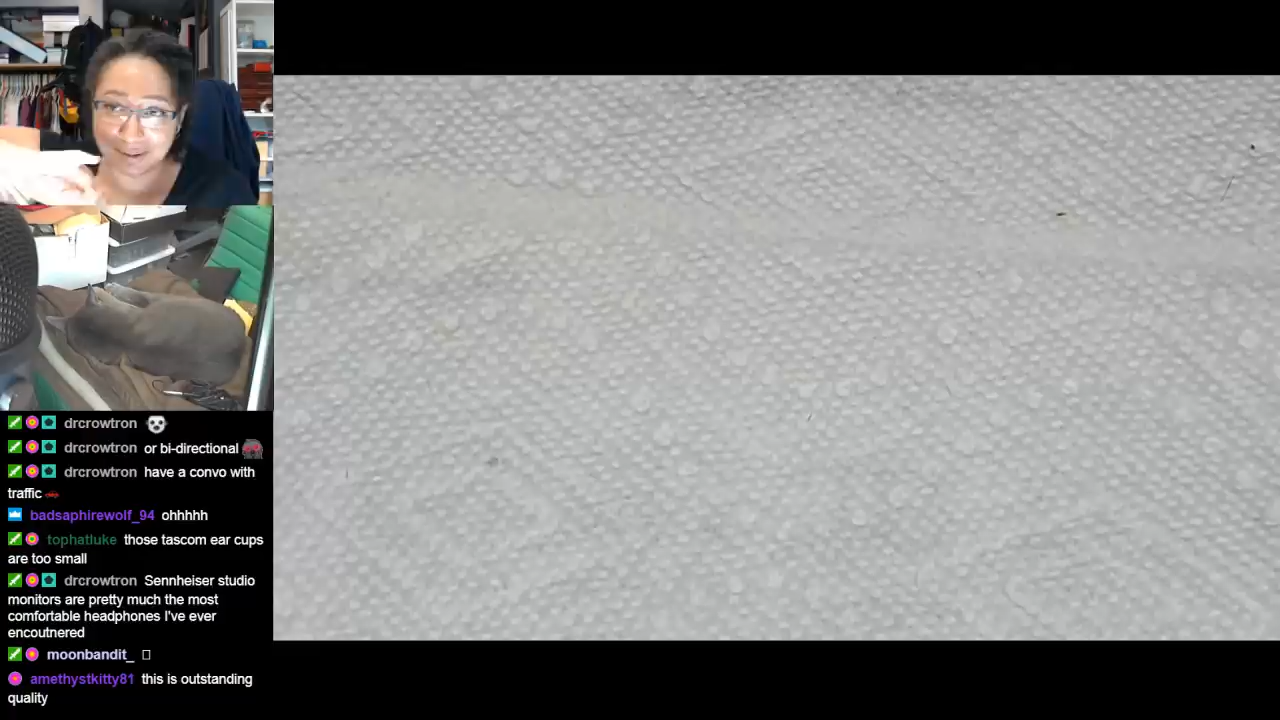 drcrowtron
drcrowtron or bi-directional
drcrowtron have a convo with
traffic
badsaphirewolf_94 ohhhhh
tophatluke those tascom ear cups
are too small
drcrowtron Sennheiser studio
monitors are pretty much the most
comfortable headphones I've ever
encoutnered
moonbandit_
amethystkitty81 this is outstanding
quality